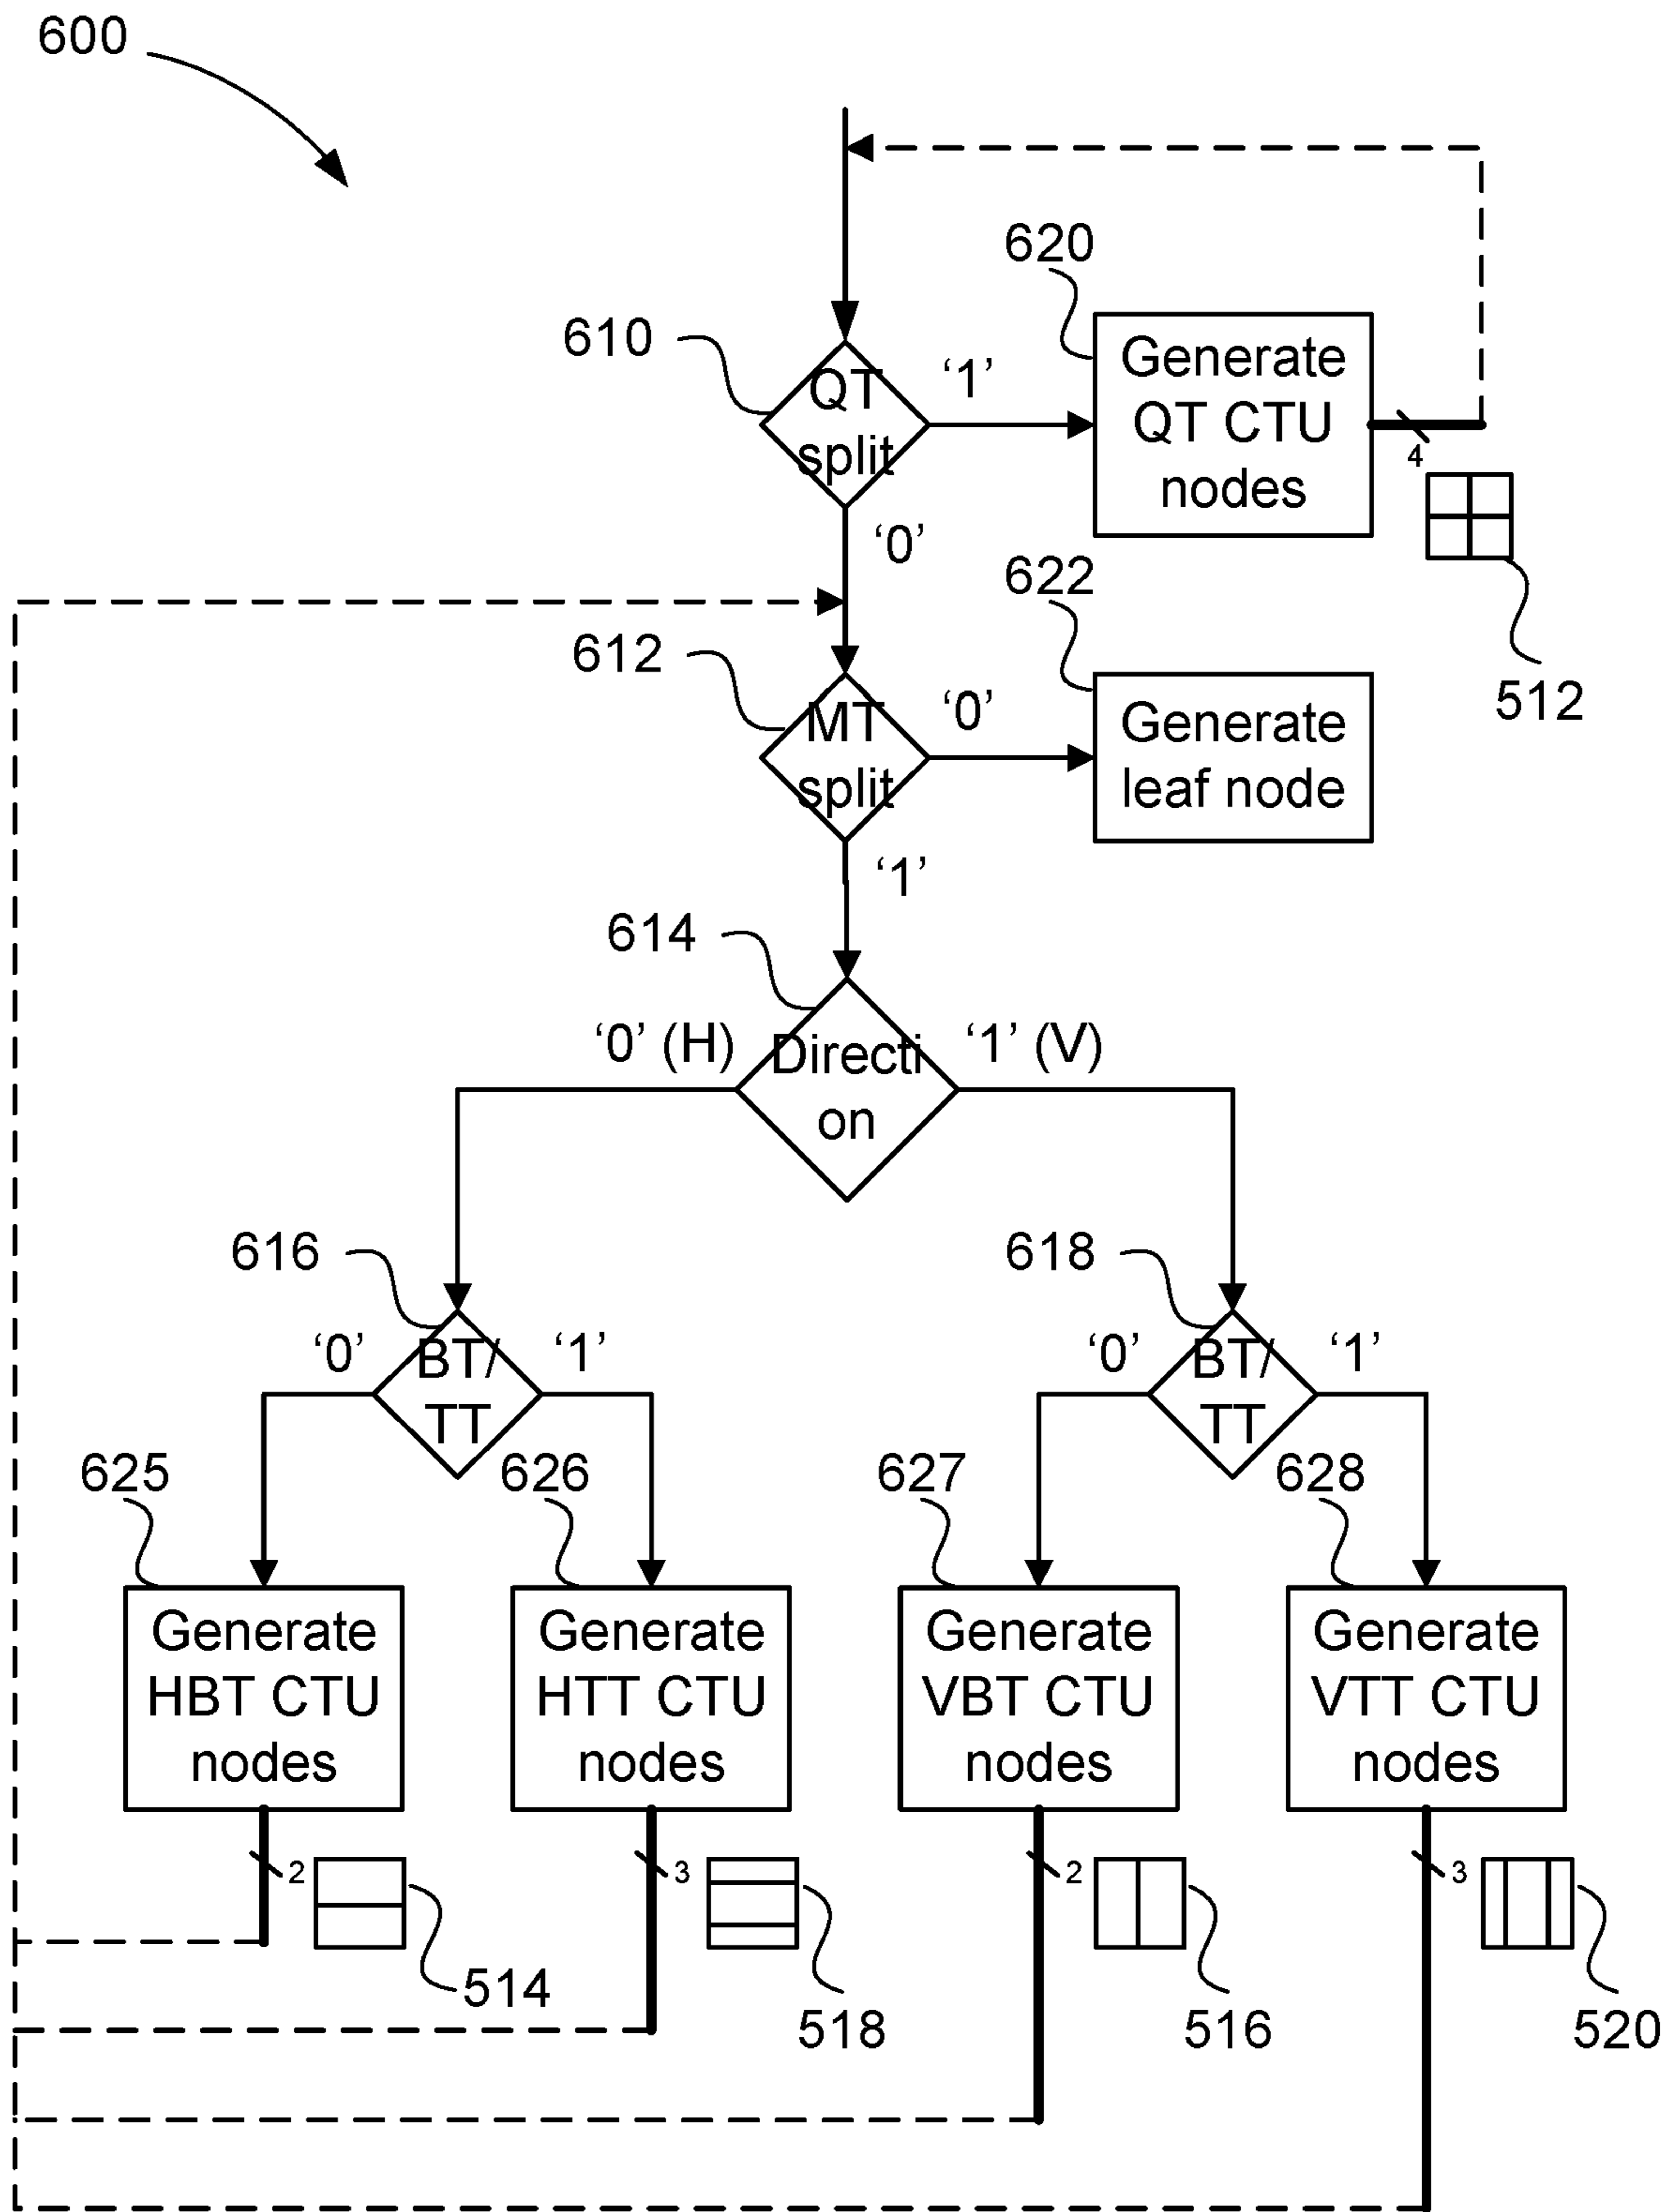 600
620
610
QT
split
‘1’
Generate
QT CTU
nodes
4
‘0’
622
512
612
MT
split
‘0’
Generate
leaf node
‘1’
614
‘0’ (H)
Directi
on
‘1’ (V)
616
618
‘0’
BT/
TT
‘1’
‘0’
BT/
TT
‘1’
625
626
627
628
Generate
HBT CTU
nodes
Generate
HTT CTU
nodes
Generate
VBT CTU
nodes
Generate
VTT CTU
nodes
2
3
2
3
514
518
516
520